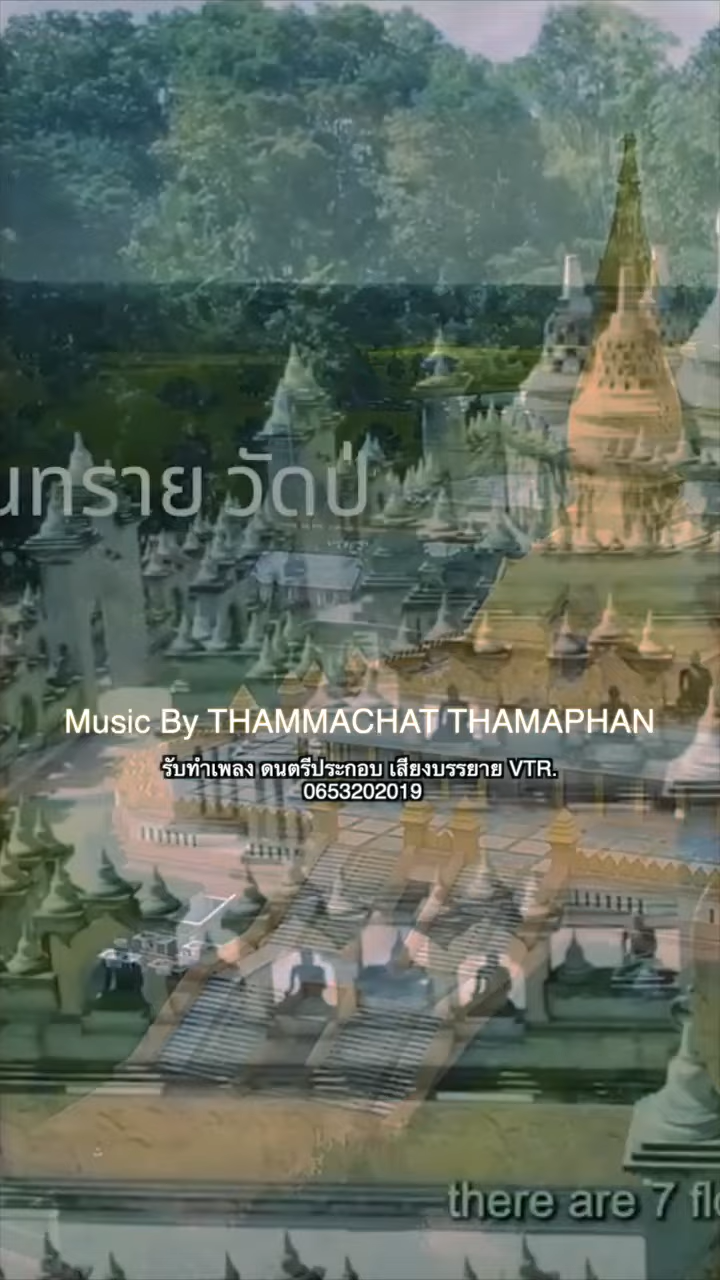 นทราย วัดป่
Music By THAMMACHAT THAMAPHAN
รับทำเพลง ดนตรีประกอบ เสียงบรรยาย VTR.
0653202019
there are 7